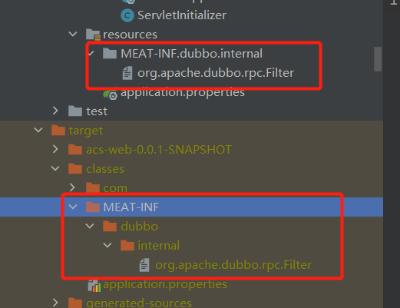 ServletInitializer
resources
MEAT-INF.dubbo.internal
org.apache.dubbo.rpc.Filter
application.properties
test
target
acs-web-0.0.1-SNAPSHOT
classes
com
MEAT-INF
dubbo
internal
org.apache.dubbo.rpc.Filter
application.properties
generated-sources